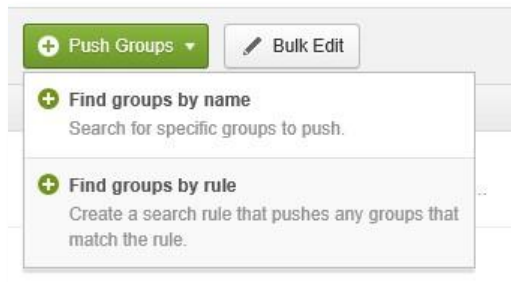 Push Groups
Bulk Edit
Find groups by name
Search for specific groups to push.
Find groups by rule
Create a search rule that pushes any groups that
match the rule.
..